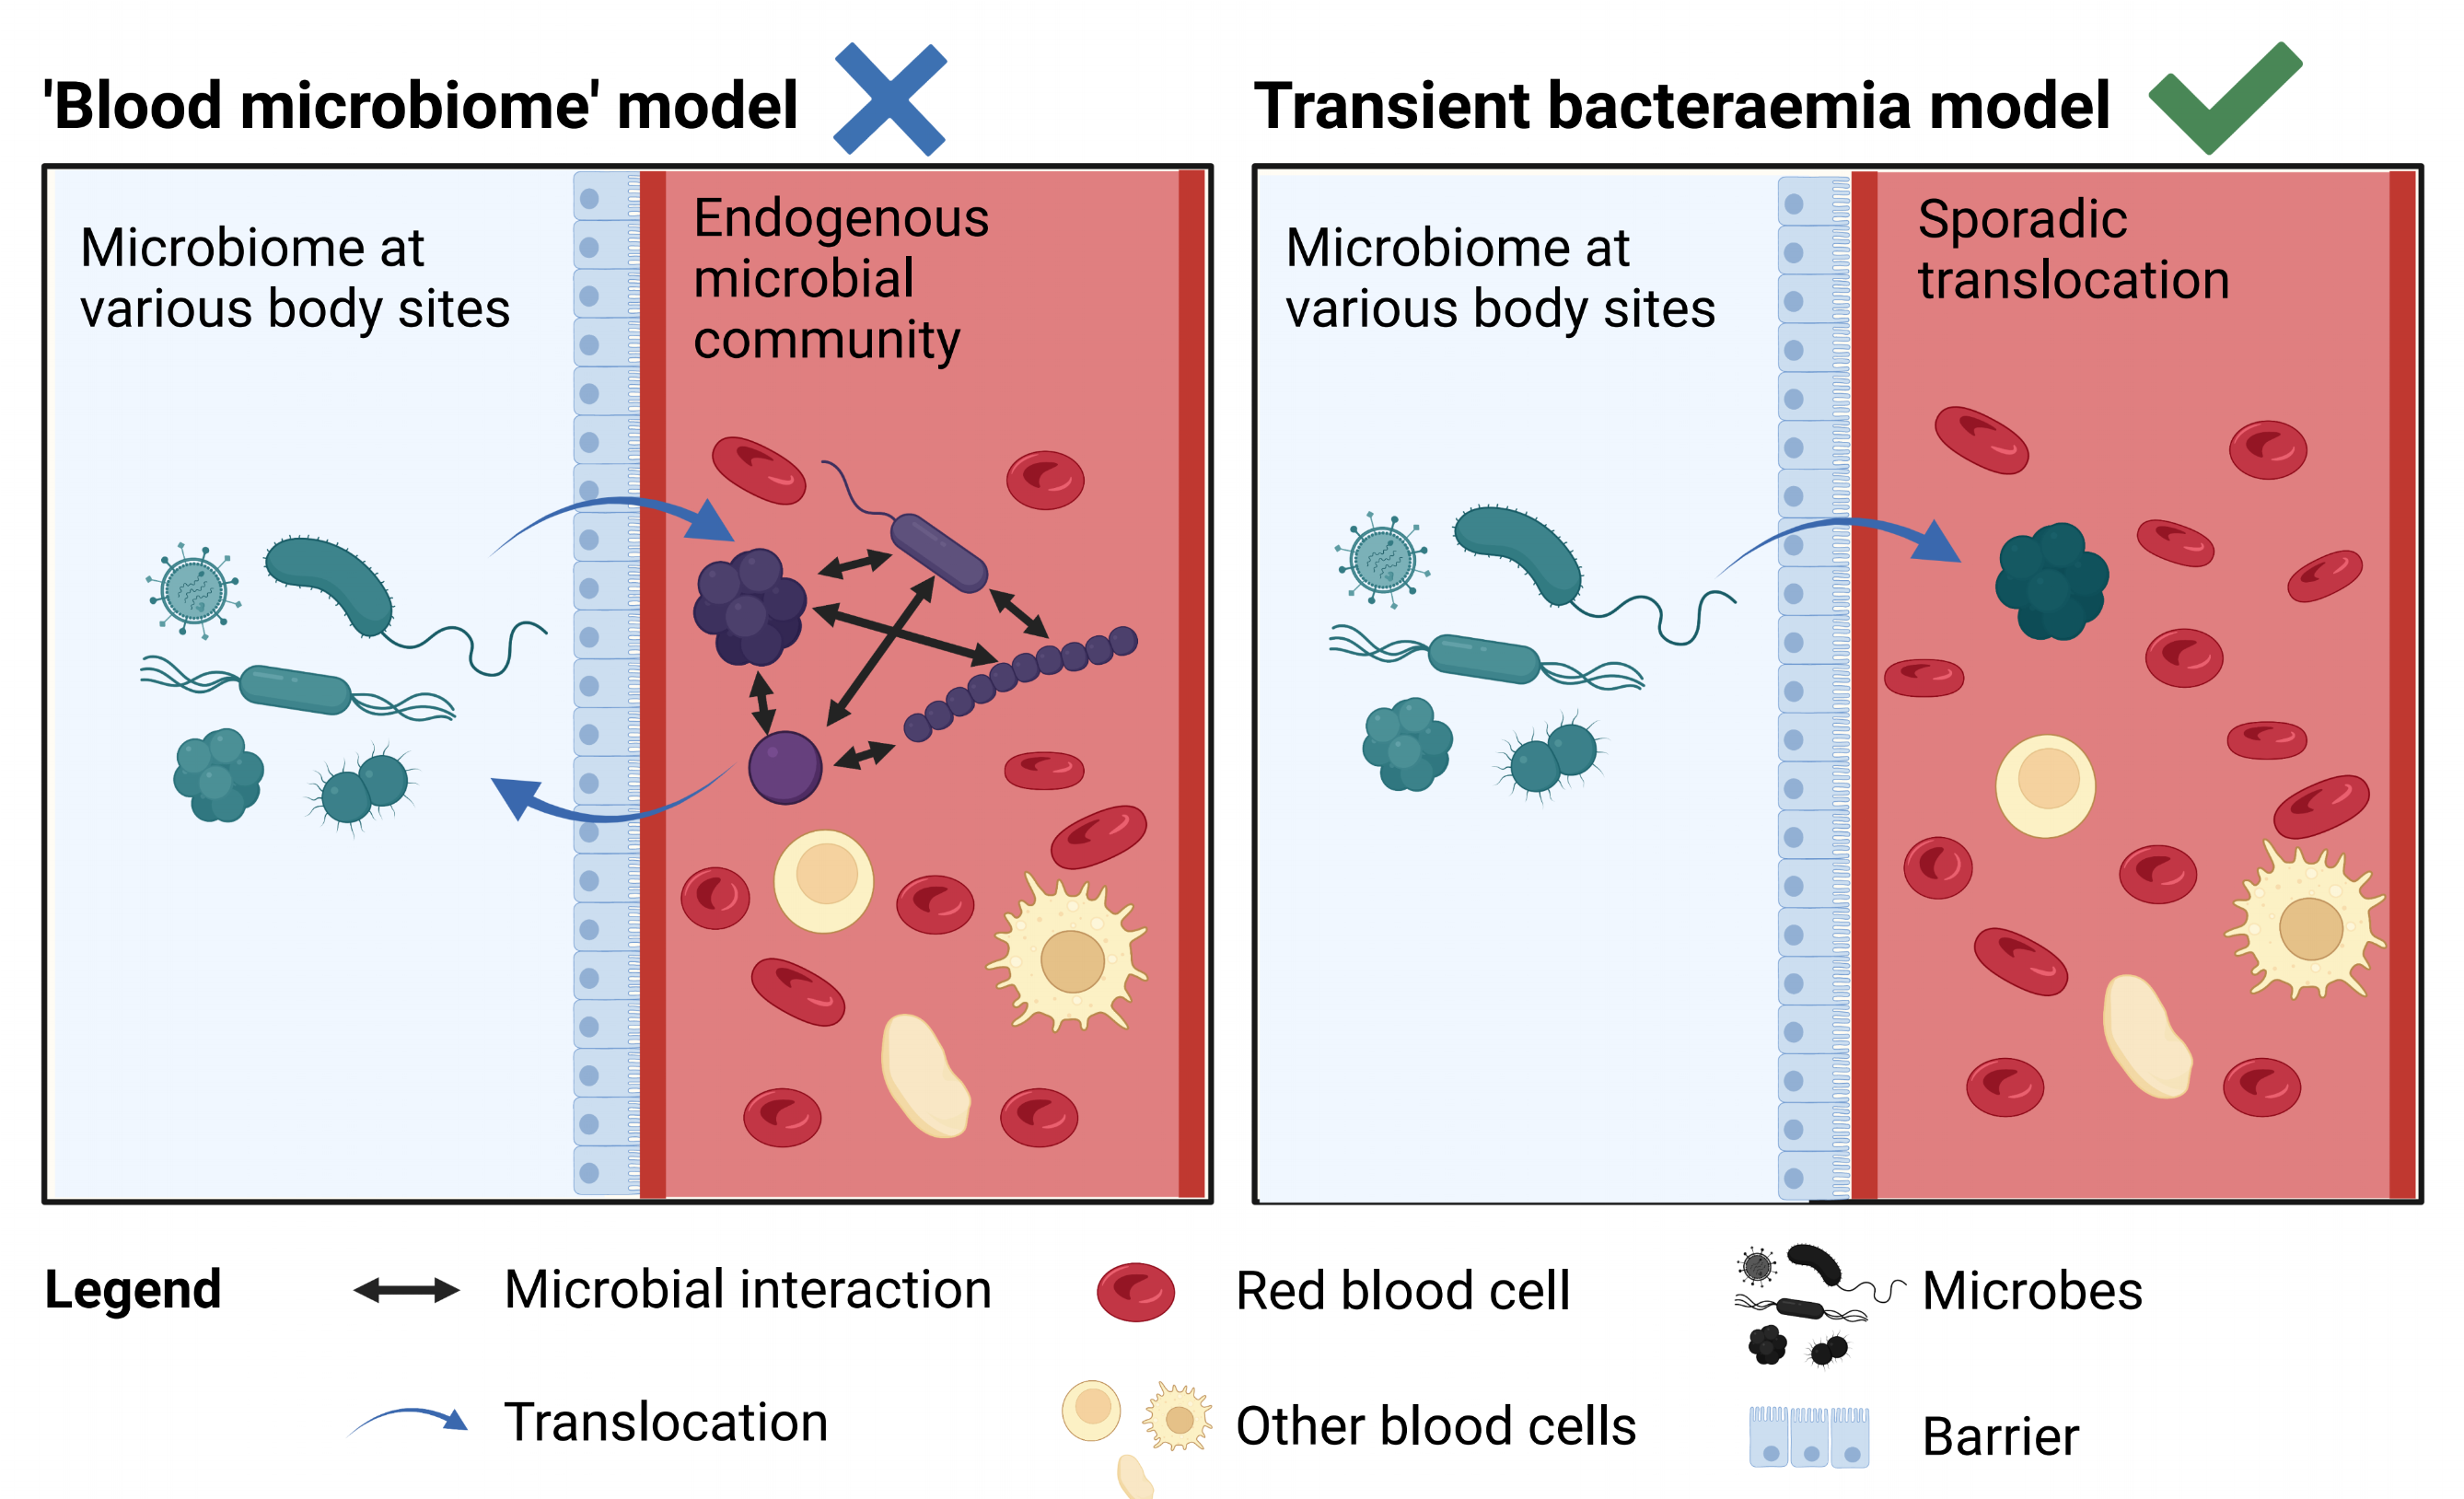 'Blood microbiome' model
Microbiome at
various body sites
Endogenous
microbial
community
Transient bacteraemia model
Microbiome at
various body sites
Sporadic
translocation
Legend
Microbial interaction
Red blood cell
Microbes
Translocation
Other blood cells
Barrier